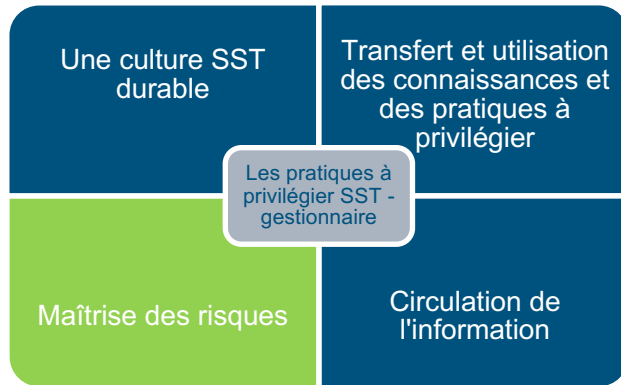 Une culture SST
durable
Transfert et utilisation
des connaissances et
des pratiques à
privilégier
Les pratiques à
privilégier SST -
gestionnaire
Maîtrise des risques
Circulation de
l'information